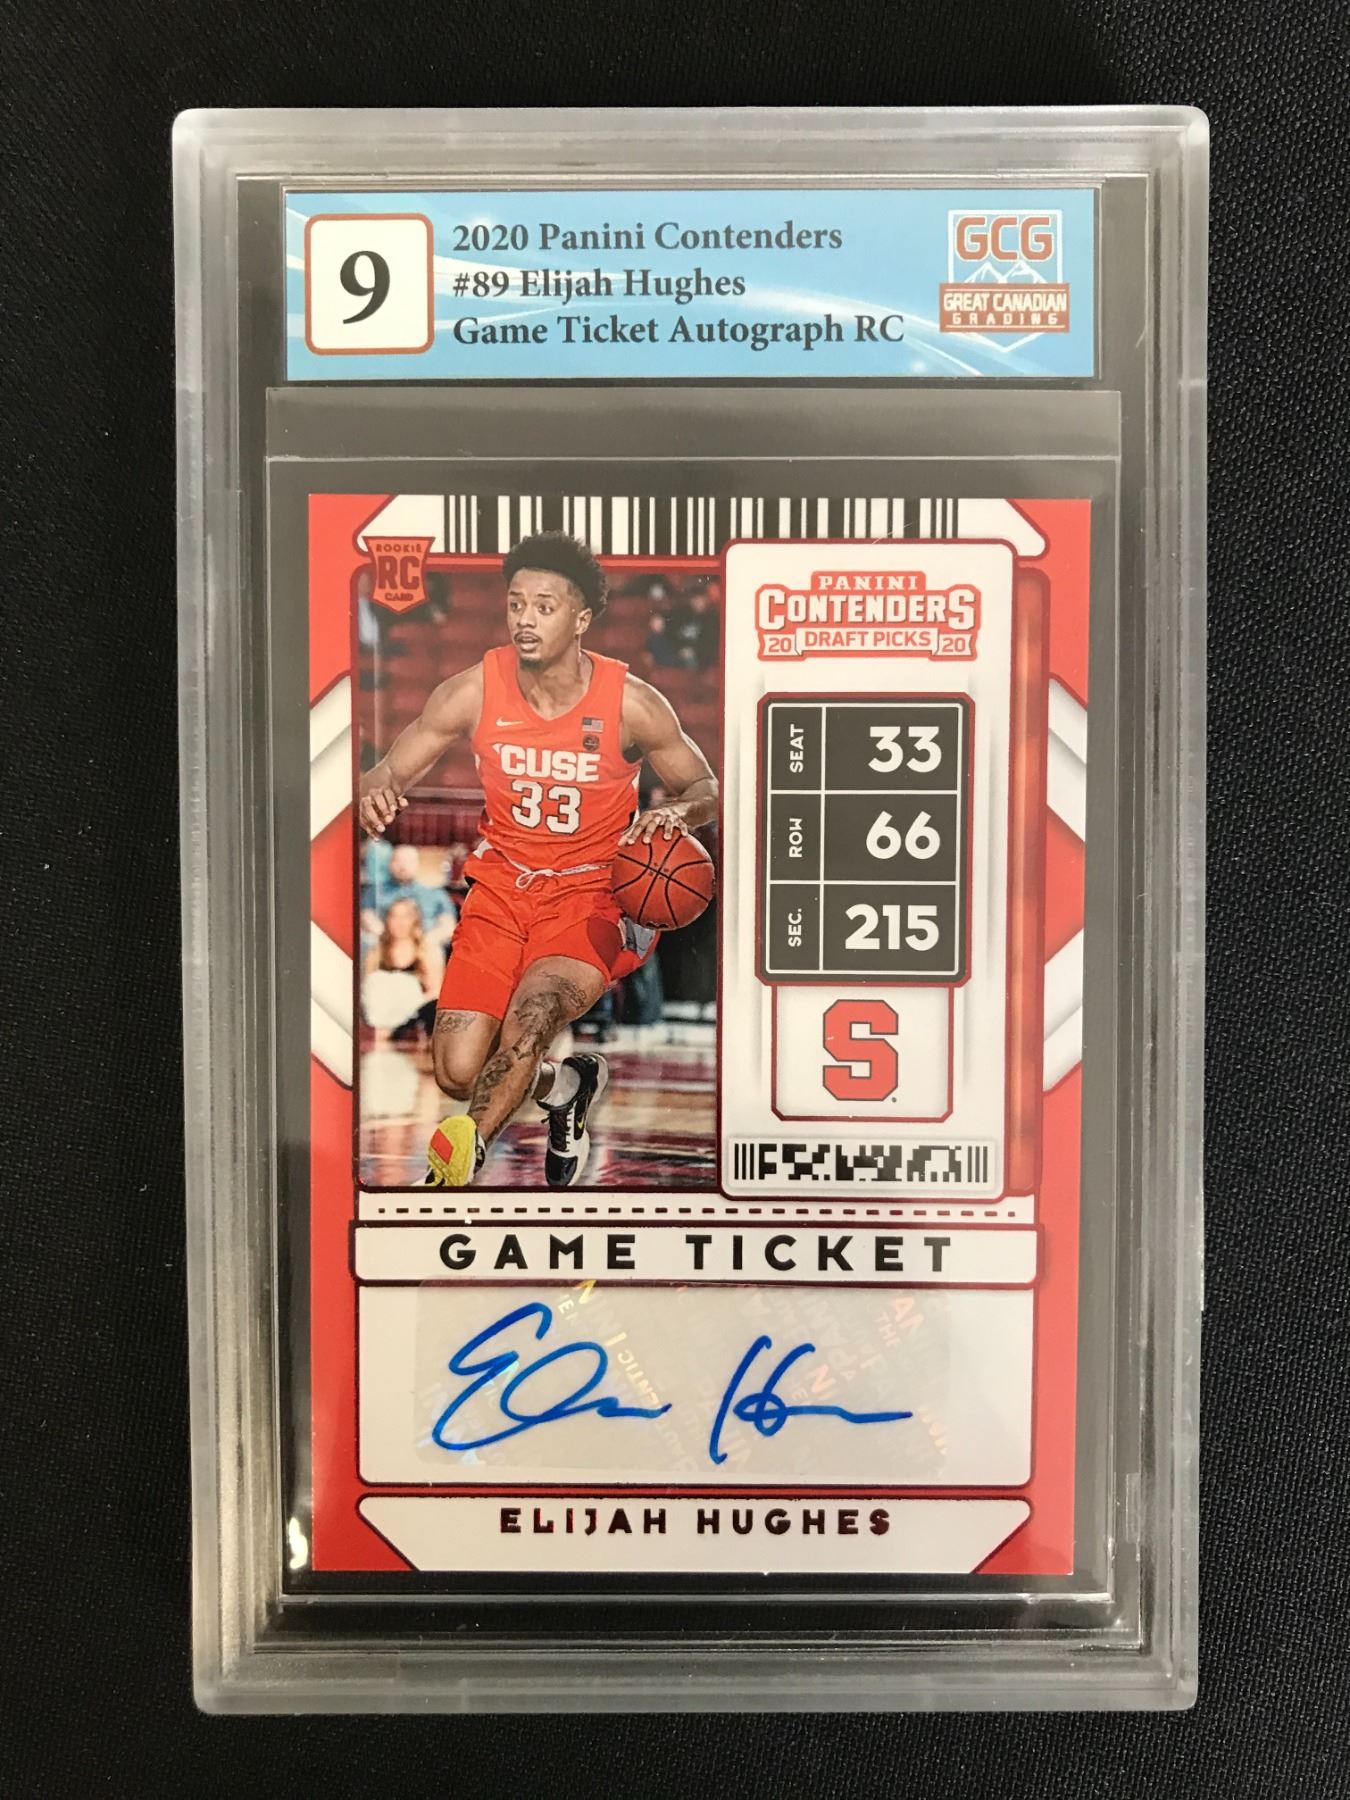 9
2020 Panini Contenders
#89 Elijah Hughes
Game Ticket Autograph RC
GCG
GREAT CANADIAN
GRADING
ROOKIE
RC
CARD
PANINI
CONTENDERS
20 DRAFT PICKS 20
SEAT 33
ROW 66
SEC. 215
'CUSE
33
S
GAME TICKET
ELIJAH HUGHES